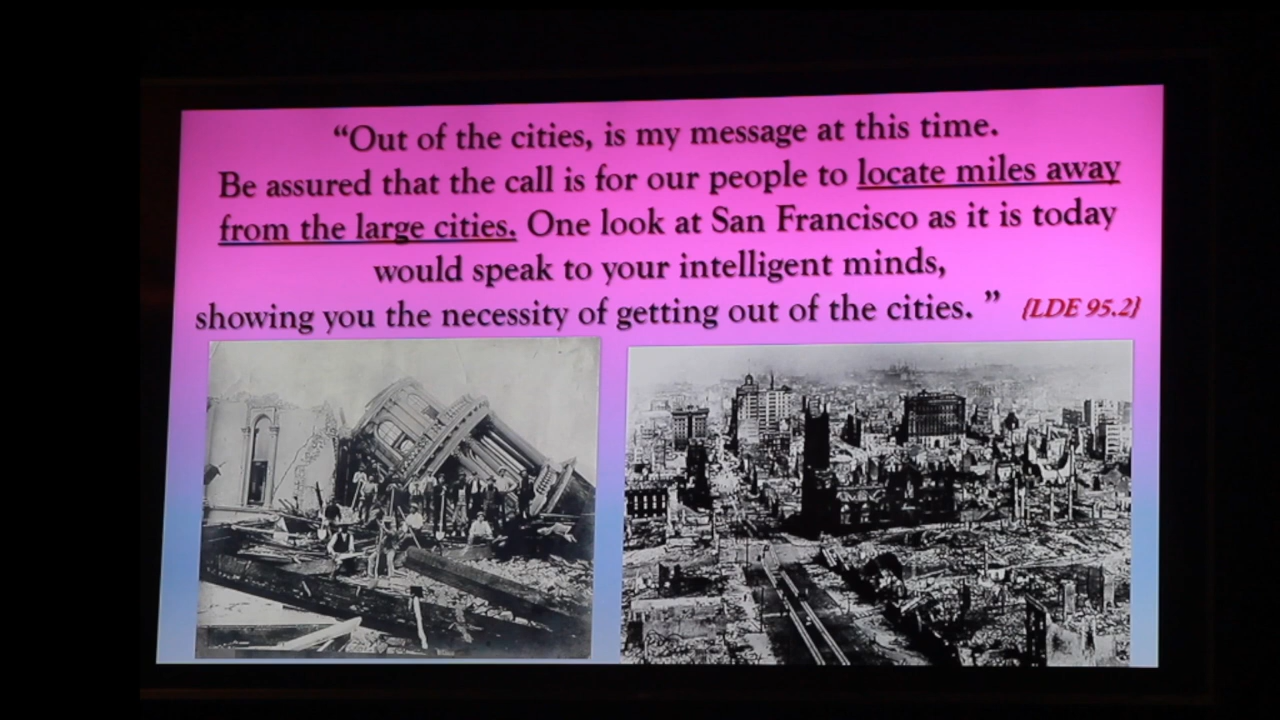 “Out of the cities, is my message at this time.
Be assured that the call is for our people to locate miles away
from the large cities. One look at San Francisco as it is today
would speak to your intelligent minds,
showing you the necessity of getting out of the cities. ” {LDE 95.2}